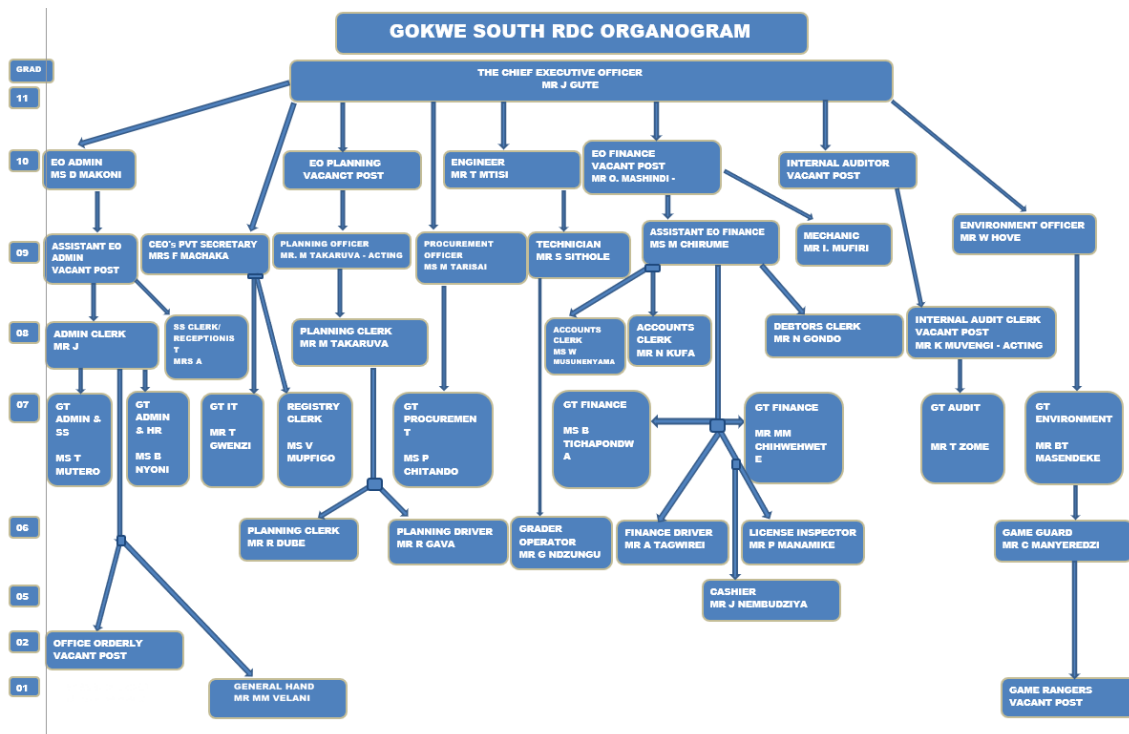 GOKWE SOUTH RDC ORGANOGRAM
GRAD
THE CHIEF EXECUTIVE OFFICER
MR J GUTE
11
10
EO ADMIN
MS D MAKONI
EO PLANNING
VACANCT POST
ENGINEER
MR T MTISI
EO FINANCE
VACANT POST
MR O. MASHINDI -
INTERNAL AUDITOR
VACANT POST
09
ASSISTANT EO
ADMIN
VACANT POST
CEO's PVT SECRETARY
MRS F MACHAKA
PLANNING OFFICER
MR. M TAKARUVA - ACTING
PROCUREMENT
OFFICER
MS M TARISAI
TECHNICIAN
MR S SITHOLE
ASSISTANT EO FINANCE
MS M CHIRUME
MECHANIC
MR I. MUFIRI
ENVIRONMENT OFFICER
MR W HOVE
08
ADMIN CLERK
MR J
SS CLERK/
RECEPTIONIS
T
MRS A
PLANNING CLERK
MR M TAKARUVA
ACCOUNTS
CLERK
MS W
MUSUNENYAMA
ACCOUNTS
CLERK
MR N KUFA
DEBTORS CLERK
MR N GONDO
INTERNAL AUDIT CLERK
VACANT POST
MR K MUVENGI - ACTING
07
GT
ADMIN &
SS
MS T
MUTERO
GT
ADMIN
& HR
MS B
NYONI
GT IT
MR T
GWENZI
REGISTRY
CLERK
MS V
MUPFIGO
GT
PROCUREMEN
T
MS P
CHITANDO
GT FINANCE
MS B
TICHAPONDW
A
GT FINANCE
MR MM
CHIHWEHWET
E
GT AUDIT
MR T ZOME
GT
ENVIRONMENT
MR BT
MASENDEKE
06
PLANNING CLERK
MR R DUBE
PLANNING DRIVER
MR R GAVA
GRADER
OPERATOR
MR G NDZUNGU
FINANCE DRIVER
MR A TAGWIREI
LICENSE INSPECTOR
MR P MANAMIKE
GAME GUARD
MR C MANYEREDZI
05
CASHIER
MR J NEMBUDZIYA
02
OFFICE ORDERLY
VACANT POST
01
GENERAL HAND
MR MM VELANI
GAME RANGERS
VACANT POST